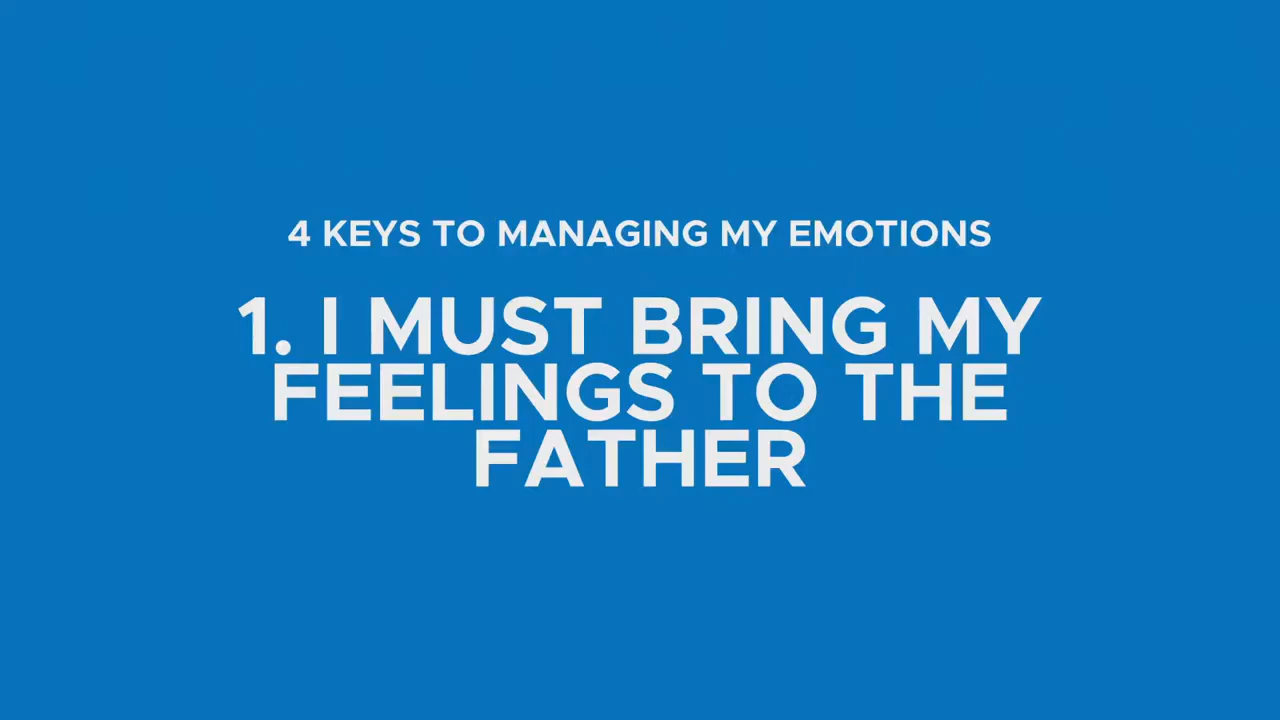 4 KEYS TO MANAGING MY EMOTIONS
1. I MUST BRING MY
FEELINGS TO THE
FATHER